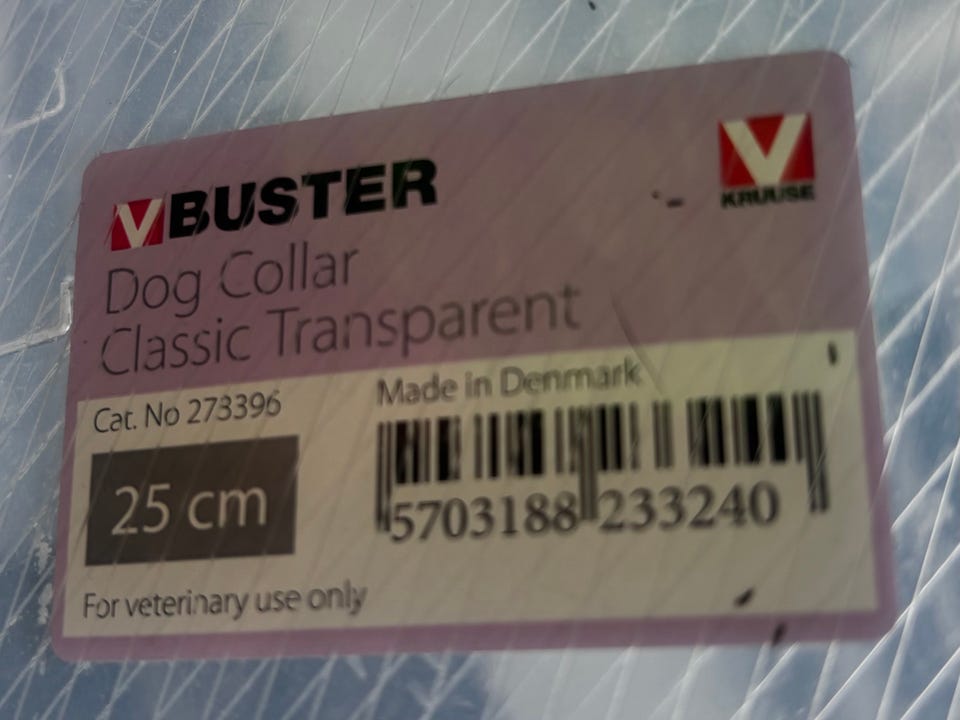 V BUSTER
V
KRUUSE
Dog Collar
Classic Transparent
Cat. No 273396
Made in Denmark
25 cm
5703188 233240
For veterinary use only